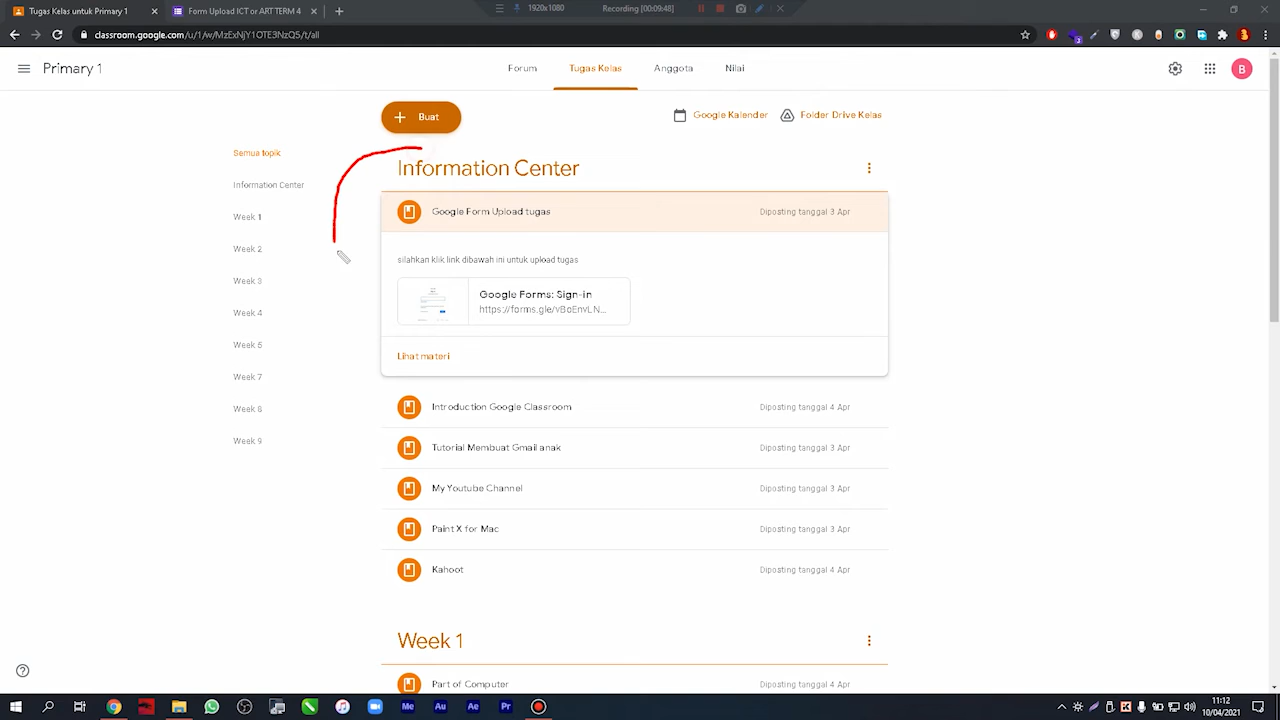 Tugas Kelas untuk Primary 1
Form Upload ICT or ART TERM 4
1920x1080
Recording [00:09:48]
classroom.google.com/u/1/w/MzExNjY1OTE3NzQ5/t/all
Primary 1
Forum
Tugas Kelas
Anggota
Nilai
B
Buat
Google Kalender
Folder Drive Kelas
Semua topik
Information Center
Week 1
Week 2
Week 3
Week 4
Week 5
Week 7
Week 8
Week 9
Information Center
Google Form Upload tugas
Diposting tanggal 3 Apr
silahkan klik link dibawah ini untuk upload tugas
Google Forms: Sign-in
https://forms.gle/vBoEnvLN...
Lihat materi
Introduction Google Classroom
Diposting tanggal 4 Apr
Tutorial Membuat Gmail anak
Diposting tanggal 3 Apr
My Youtube Channel
Diposting tanggal 3 Apr
Paint X for Mac
Diposting tanggal 3 Apr
Kahoot
Diposting tanggal 4 Apr
Week 1
Part of Computer
Diposting tanggal 4 Apr
Me
Au
Ae
Pr
11:12
10/04/2021